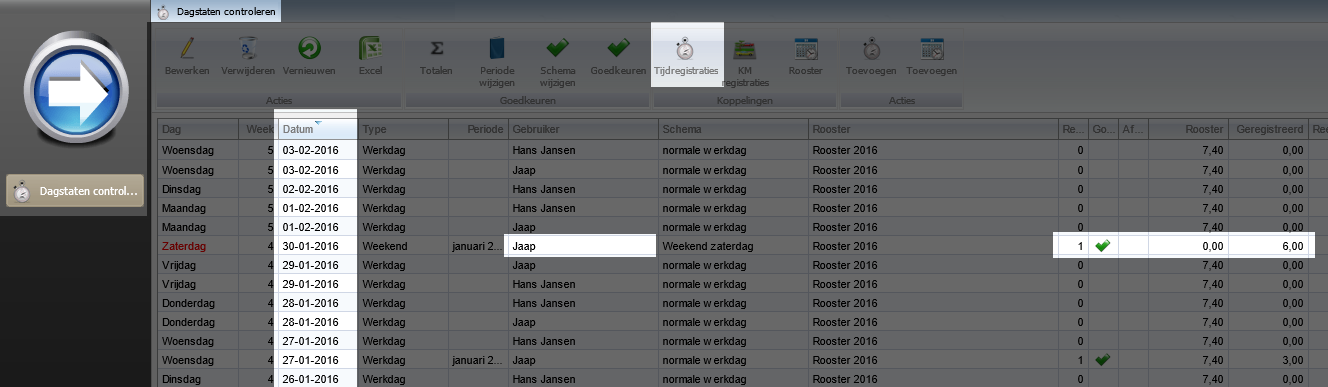 Dagstaten controleren
Bewerken Verwijderen Vernieuwen Excel Totalen Periode wijzigen Schema wijzigen Goedkeuren Tijdregistraties KM registraties Rooster Toevoegen Toevoegen
Acties Goedkeuren Koppelingen Acties
Dagstaten control...
Dag Week Datum Type Periode Gebruiker Schema Rooster Re... Go... Af... Rooster Geregistreerd Ree
Woensdag 5 03-02-2016 Werkdag Hans Jansen normale werkdag Rooster 2016 0 7,40 0,00
Woensdag 5 03-02-2016 Werkdag Jaap normale werkdag Rooster 2016 0 7,40 0,00
Dinsdag 5 02-02-2016 Werkdag Hans Jansen normale werkdag Rooster 2016 0 7,40 0,00
Maandag 5 01-02-2016 Werkdag Hans Jansen normale werkdag Rooster 2016 0 7,40 0,00
Maandag 5 01-02-2016 Werkdag Jaap normale werkdag Rooster 2016 0 7,40 0,00
Zaterdag 4 30-01-2016 Weekend januari 2... Jaap Weekend zaterdag Rooster 2016 1 0,00 6,00
Vrijdag 4 29-01-2016 Werkdag Jaap normale werkdag Rooster 2016 0 7,40 0,00
Vrijdag 4 29-01-2016 Werkdag Hans Jansen normale werkdag Rooster 2016 0 7,40 0,00
Donderdag 4 28-01-2016 Werkdag Hans Jansen normale werkdag Rooster 2016 0 7,40 0,00
Donderdag 4 28-01-2016 Werkdag Jaap normale werkdag Rooster 2016 0 7,40 0,00
Woensdag 4 27-01-2016 Werkdag Hans Jansen normale werkdag Rooster 2016 0 7,40 0,00
Woensdag 4 27-01-2016 Werkdag januari 2... Jaap normale werkdag Rooster 2016 1 7,40 3,00
Dinsdag 4 26-01-2016 Werkdag Hans Jansen normale werkdag Rooster 2016 0 7,40 0,00